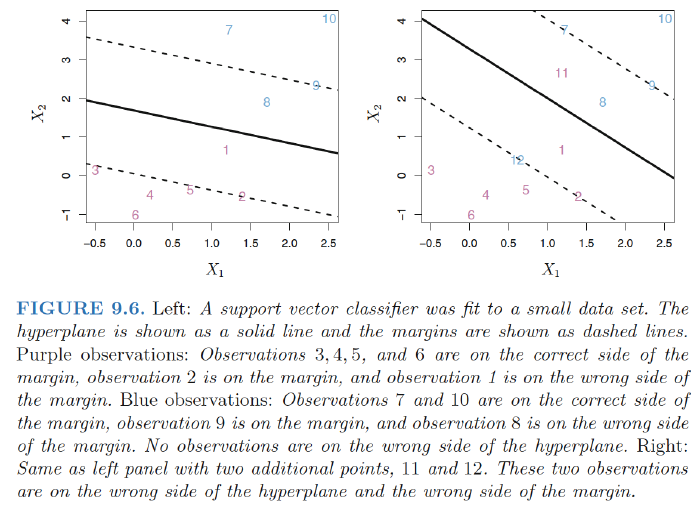 4
3
2
1
0
−1
X2
7
10
9
8
1
3
4
5
2
6
−0.5 0.0 0.5 1.0 1.5 2.0 2.5
X1
4
3
2
1
0
−1
X2
7
10
11
9
8
1
12
3
4
5
2
6
−0.5 0.0 0.5 1.0 1.5 2.0 2.5
X1
FIGURE 9.6. Left: A support vector classifier was fit to a small data set. The
hyperplane is shown as a solid line and the margins are shown as dashed lines.
Purple observations: Observations 3, 4, 5, and 6 are on the correct side of the
margin, observation 2 is on the margin, and observation 1 is on the wrong side of
the margin. Blue observations: Observations 7 and 10 are on the correct side of
the margin, observation 9 is on the margin, and observation 8 is on the wrong side
of the margin. No observations are on the wrong side of the hyperplane. Right:
Same as left panel with two additional points, 11 and 12. These two observations
are on the wrong side of the hyperplane and the wrong side of the margin.